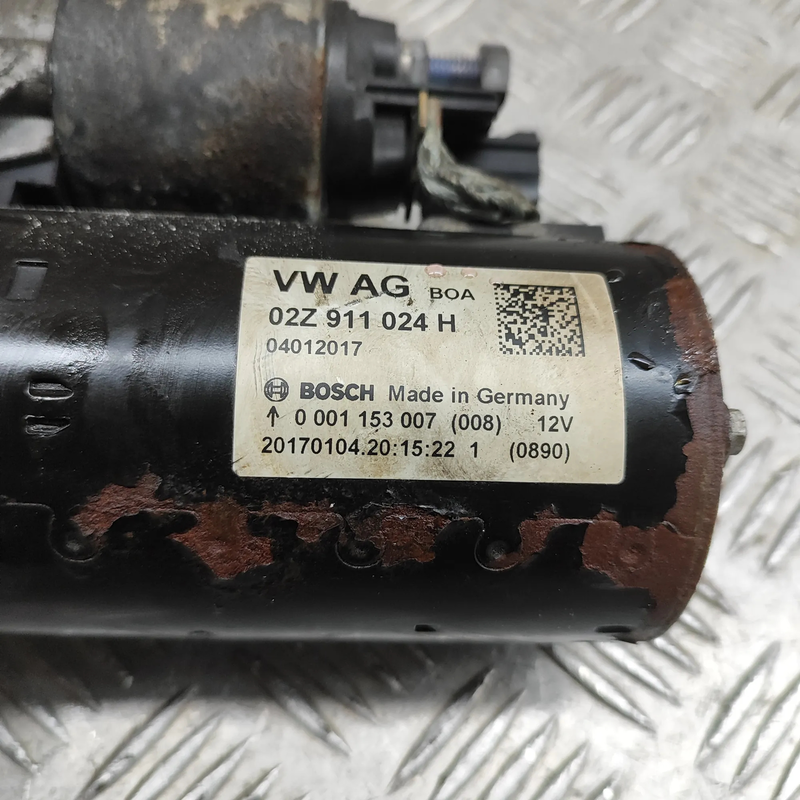 VW AG BOA
02Z 911 024 H
04012017
BOSCH Made in Germany
↑ 0 001 153 007 (008) 12V
20170104.20:15:22 1 (0890)